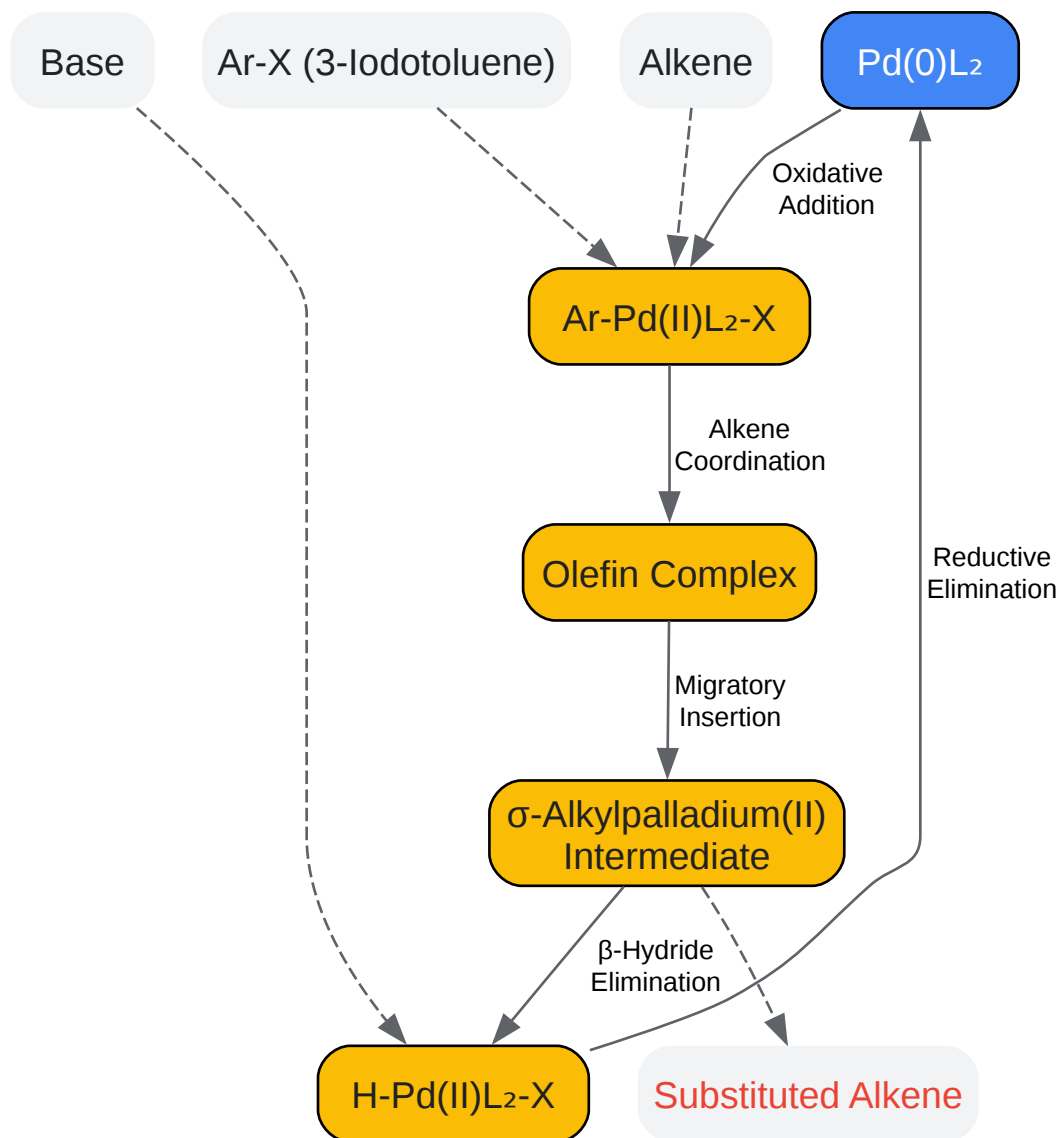 Base
Ar-X (3-Iodotoluene)
Alkene
Pd(0)L₂
Oxidative
Addition
Ar-Pd(II)L₂-X
Alkene
Coordination
Olefin Complex
Reductive
Elimination
Migratory
Insertion
σ-Alkylpalladium(II)
Intermediate
β-Hydride
Elimination
H-Pd(II)L₂-X
Substituted Alkene